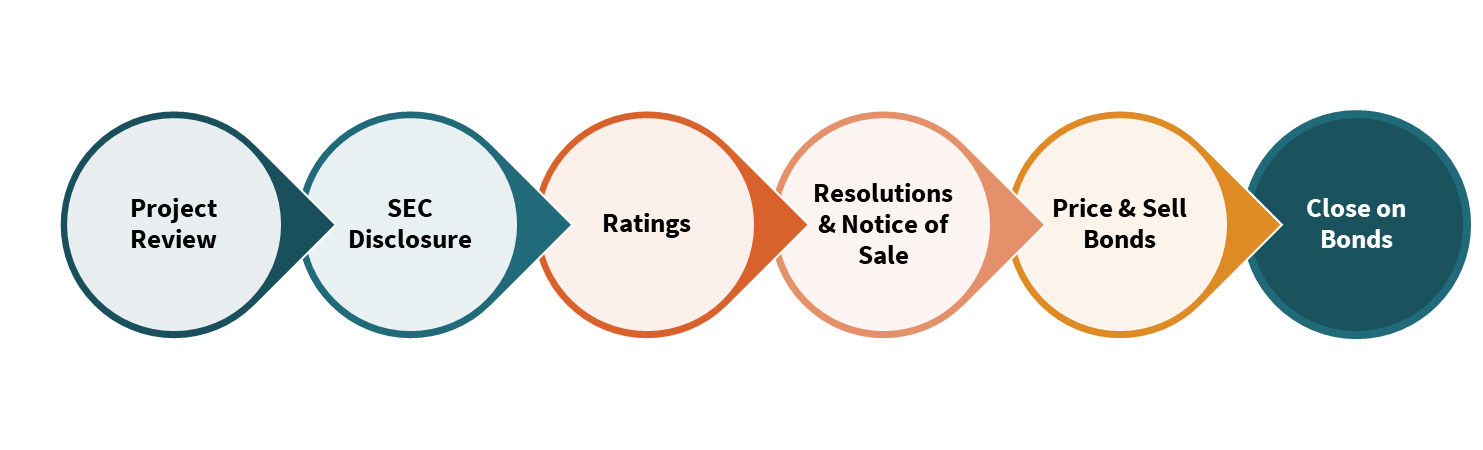 Project
Review
SEC
Disclosure
Ratings
Resolutions
& Notice of
Sale
Price & Sell
Bonds
Close on
Bonds